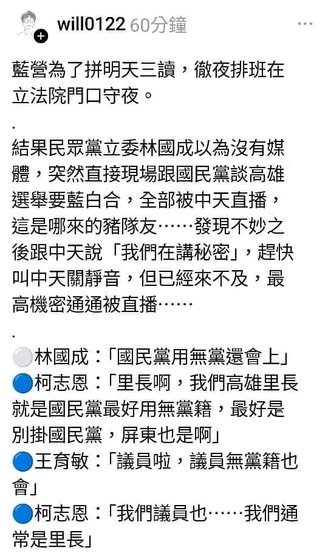 will0122 60分鐘
藍營為了拼明天三讀，徹夜排班在
立法院門口守夜。
.
結果民眾黨立委林國成以為沒有媒
體，突然直接現場跟國民黨談高雄
選舉要藍白合，全部被中天直播，
這是哪來的豬隊友……發現不妙之
後跟中天說「我們在講秘密」，趕快
叫中天關靜音，但已經來不及，最
高機密通通被直播……
.
⚪林國成：「國民黨用無黨還會上」
🔵柯志恩：「里長啊，我們高雄里長
就是國民黨最好用無黨籍，最好是
別掛國民黨，屏東也是啊」
🔵王育敏：「議員啦，議員無黨籍也
會」
🔵柯志恩：「我們議員也……我們通
常是里長」